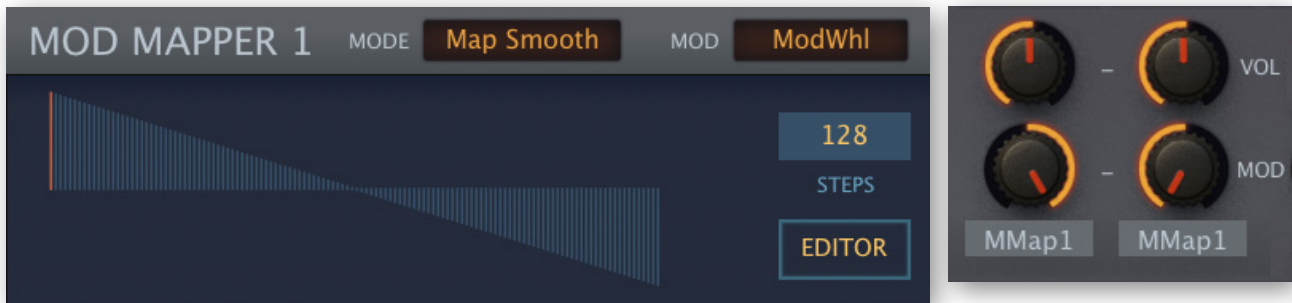 MOD MAPPER 1 MODE Map Smooth MOD ModWhl
128
STEPS
EDITOR
– VOL
– MOD
MMap1 MMap1